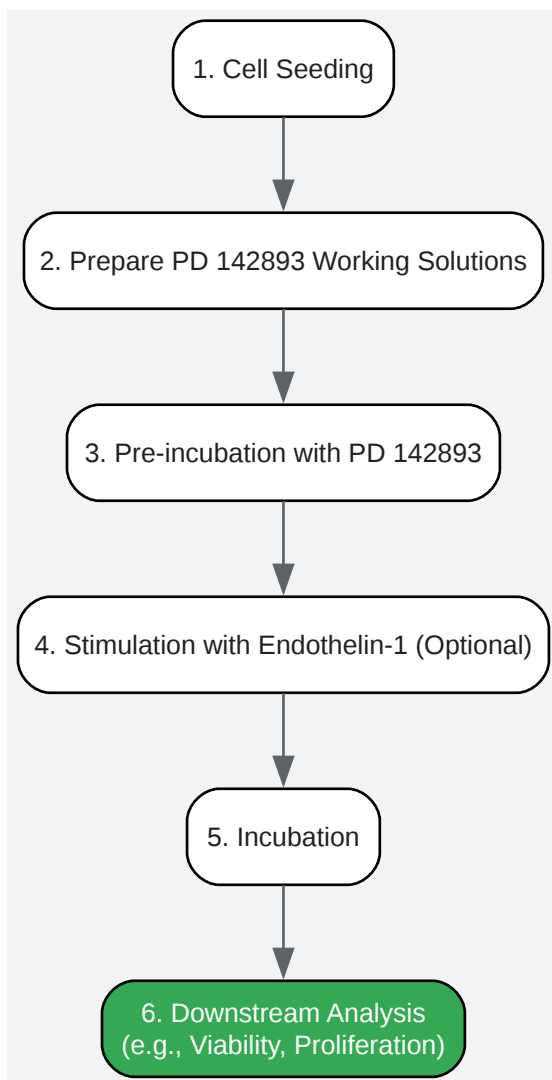 1. Cell Seeding
2. Prepare PD 142893 Working Solutions
3. Pre-incubation with PD 142893
4. Stimulation with Endothelin-1 (Optional)
5. Incubation
6. Downstream Analysis
(e.g., Viability, Proliferation)